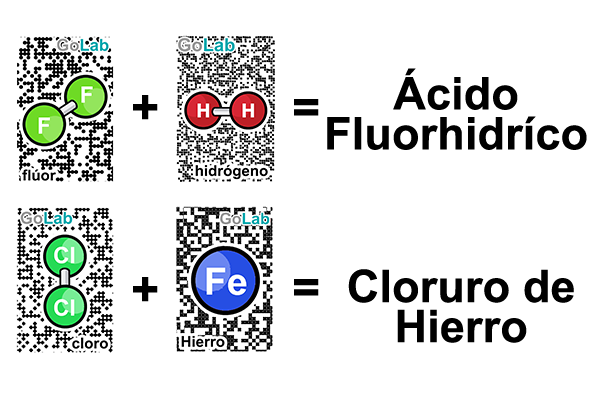 GoLab
F
F
flúor
+
GoLab
H H
hidrógeno
=
Ácido
Fluorhidríco
GoLab
Cl
Cl
cloro
+
GoLab
Fe
Hierro
=
Cloruro de
Hierro